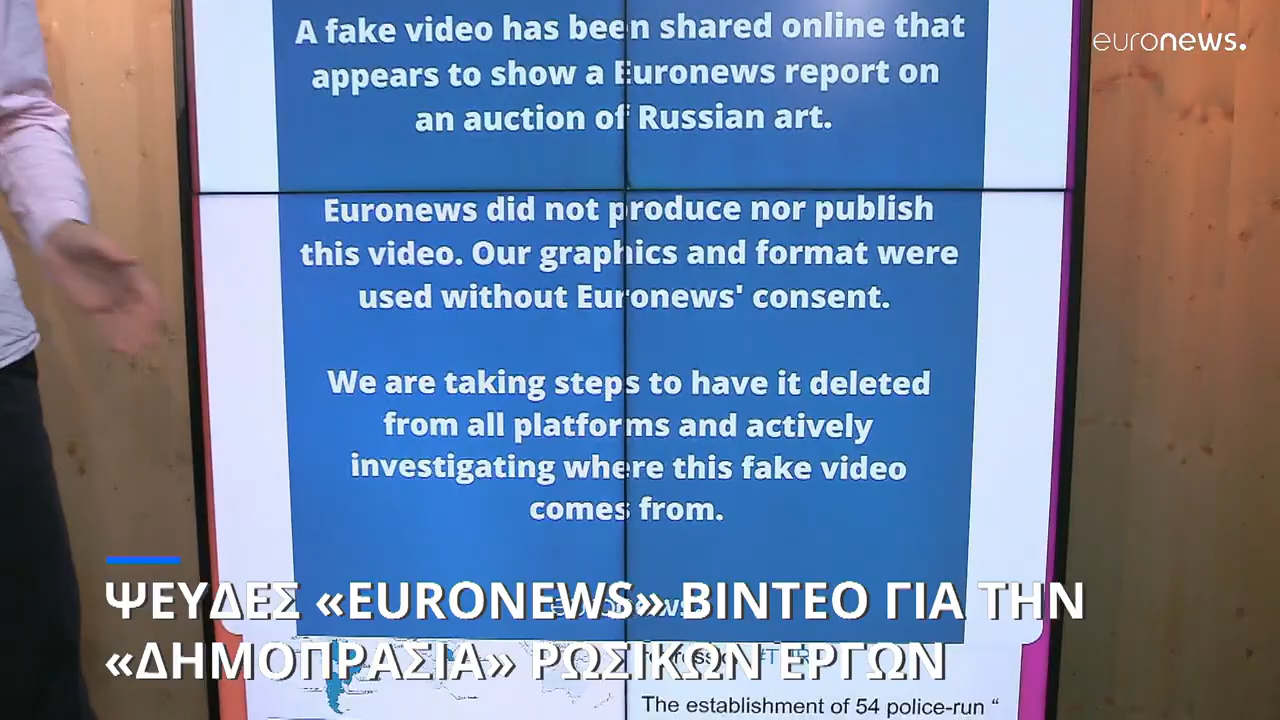 A fake video has been shared online that
appears to show a Euronews report on
an auction of Russian art.
euronews.
Euronews did not produce nor publish
this video. Our graphics and format were
used without Euronews' consent.
We are taking steps to have it deleted
from all platforms and actively
investigating where this fake video
comes from.
ΨΕΥΔΕΣ «EURONEWS» ΒΙΝΤΕΟ ΓΙΑ ΤΗΝ
«ΔΗΜΟΠΡΑΣΙΑ» ΡΩΣΙΚΩΝ ΕΡΓΩΝ
The establishment of 54 police-run “